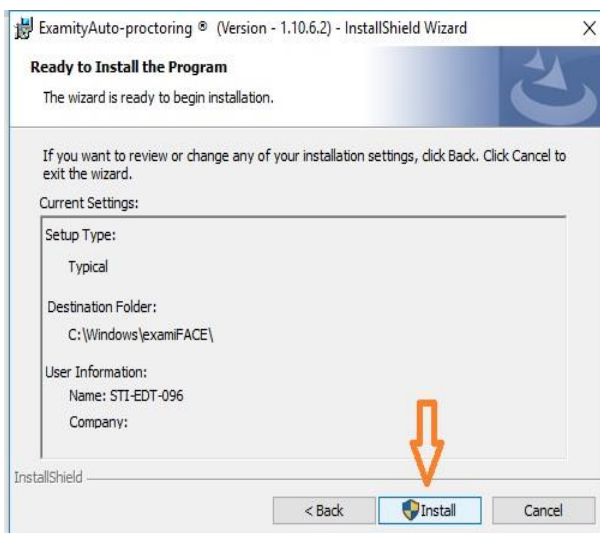 ExamityAuto-proctoring ® (Version - 1.10.6.2) - InstallShield Wizard
Ready to Install the Program
The wizard is ready to begin installation.
If you want to review or change any of your installation settings, click Back. Click Cancel to
exit the wizard.
Current Settings:
Setup Type:
Typical
Destination Folder:
C:\Windows\examiFACE\
User Information:
Name: STI-EDT-096
Company:
InstallShield
< Back Install Cancel